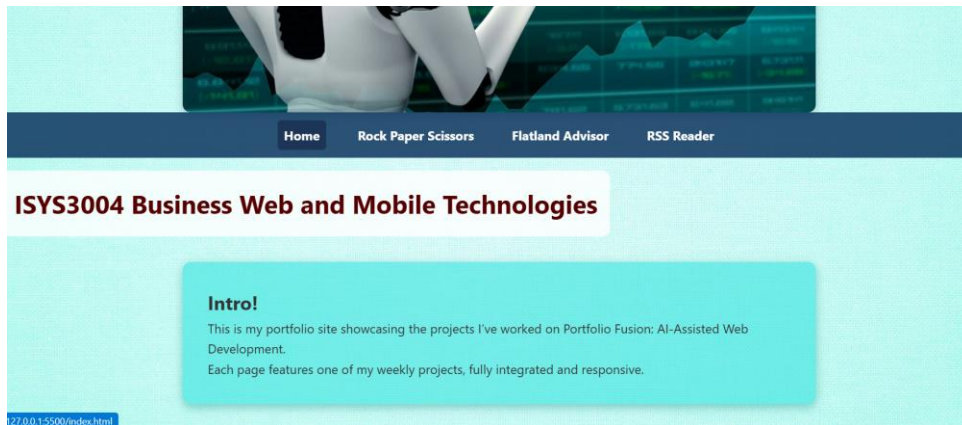 Home Rock Paper Scissors Flatland Advisor RSS Reader
ISYS3004 Business Web and Mobile Technologies
Intro!
This is my portfolio site showcasing the projects I've worked on Portfolio Fusion: AI-Assisted Web
Development.
Each page features one of my weekly projects, fully integrated and responsive.
127.0.0.1:5500/index.html